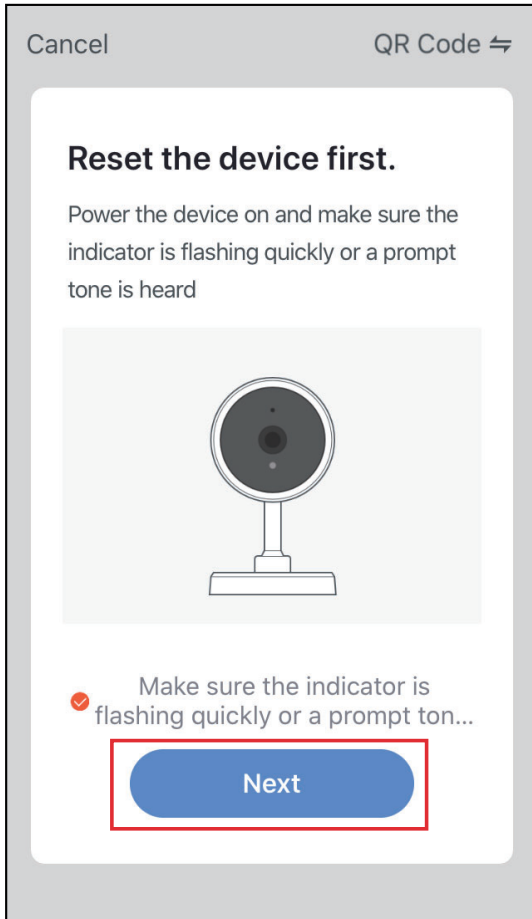 Cancel
QR Code
Reset the device first.
Power the device on and make sure the
indicator is flashing quickly or a prompt
tone is heard
Make sure the indicator is
flashing quickly or a prompt ton...
Next